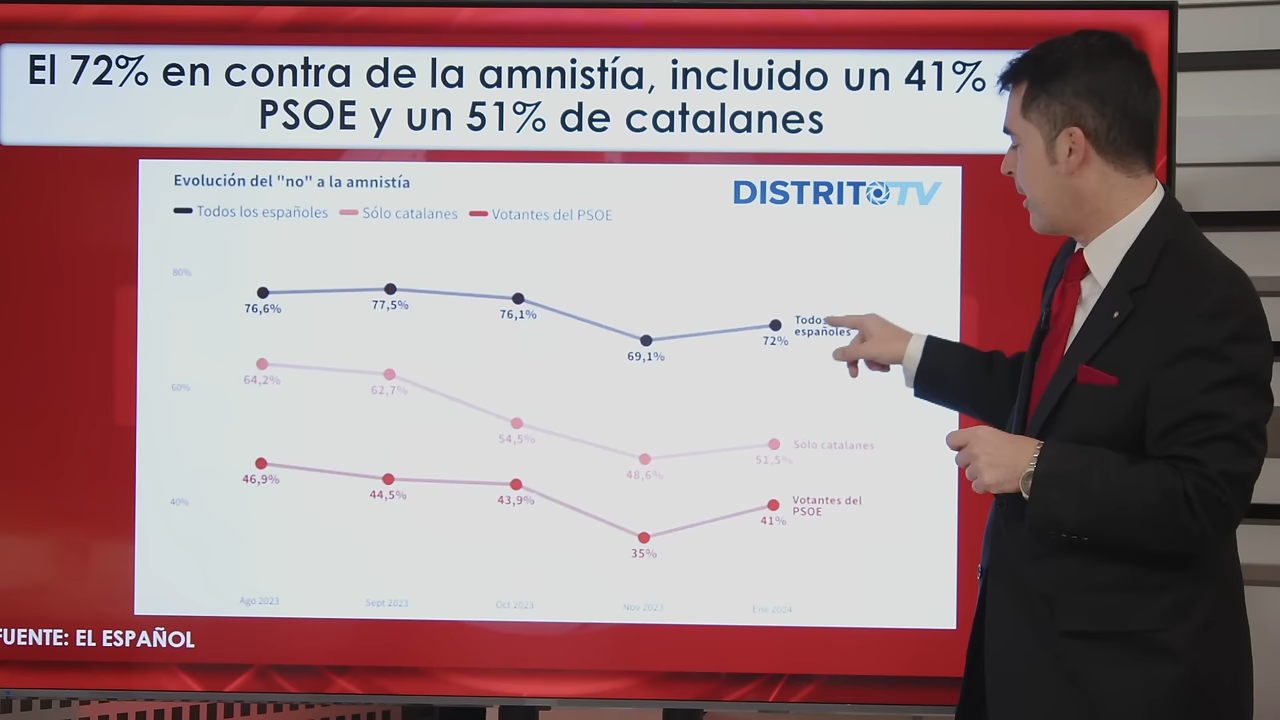 El 72% en contra de la amnistía, incluido un 41%
PSOE y un 51% de catalanes
Evolución del "no" a la amnistía
DISTRITOTV
Todos los españoles Sólo catalanes Votantes del PSOE
80%
76,6% 77,5% 76,1% 69,1% 72%
Todos
españoles
60%
64,2% 62,7% 54,5% 48,6% 51,5%
Sólo catalanes
40%
46,9% 44,5% 43,9% 35% 41%
Votantes del
PSOE
Ago 2023 Sept 2023 Oct 2023 Nov 2023 Ene 2024
FUENTE: EL ESPAÑOL